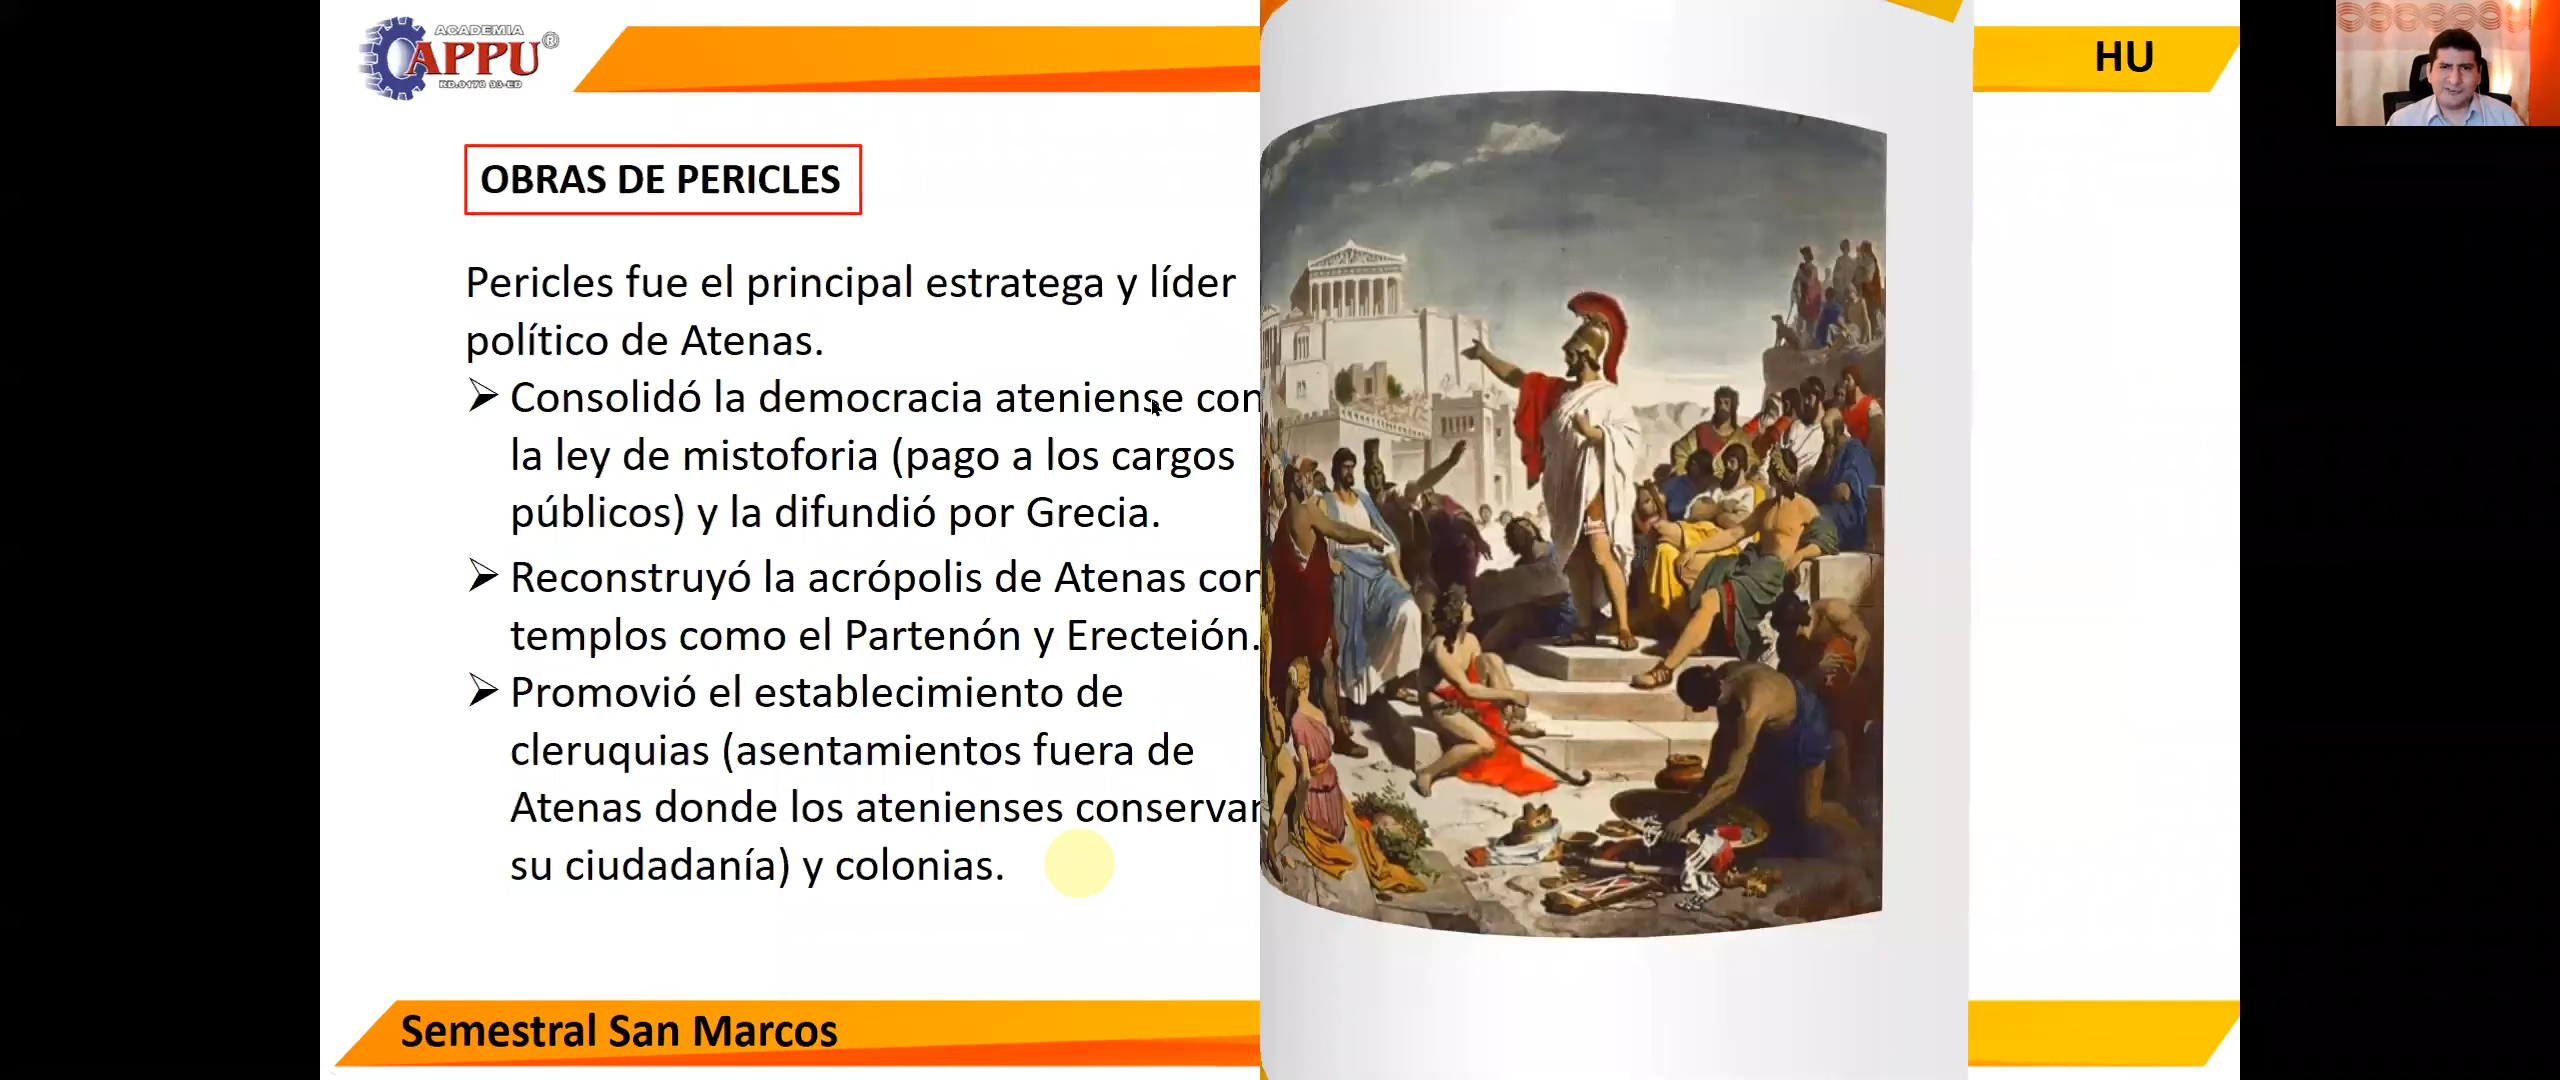 ACADEMIA
APPU®
RD.0178 93-ED
HU
OBRAS DE PERICLES
Pericles fue el principal estratega y líder
político de Atenas.
➢ Consolidó la democracia ateniense con
la ley de mistoforia (pago a los cargos
públicos) y la difundió por Grecia.
➢ Reconstruyó la acrópolis de Atenas con
templos como el Partenón y Erecteión.
➢ Promovió el establecimiento de
cleruquias (asentamientos fuera de
Atenas donde los atenienses conservan
su ciudadanía) y colonias.
Semestral San Marcos